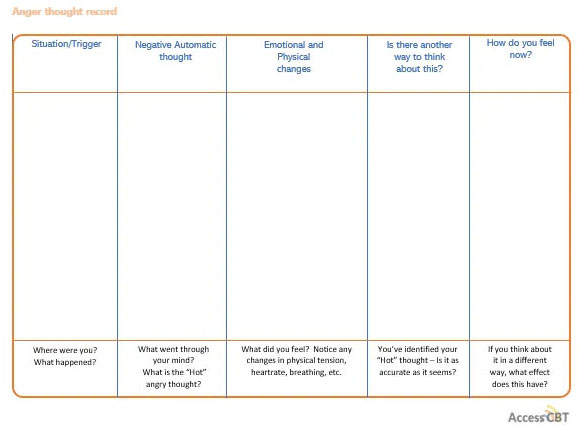 Anger thought record
Situation/Trigger
Negative Automatic
thought
Emotional and
Physical
changes
Is there another
way to think
about this?
How do you feel
now?
Where were you?
What happened?
What went through
your mind?
What is the "Hot"
angry thought?
What did you feel? Notice any
changes in physical tension,
heartrate, breathing, etc.
You've identified your
"Hot" thought – Is it as
accurate as it seems?
If you think about
it in a different
way, what effect
does this have?
Access CBT